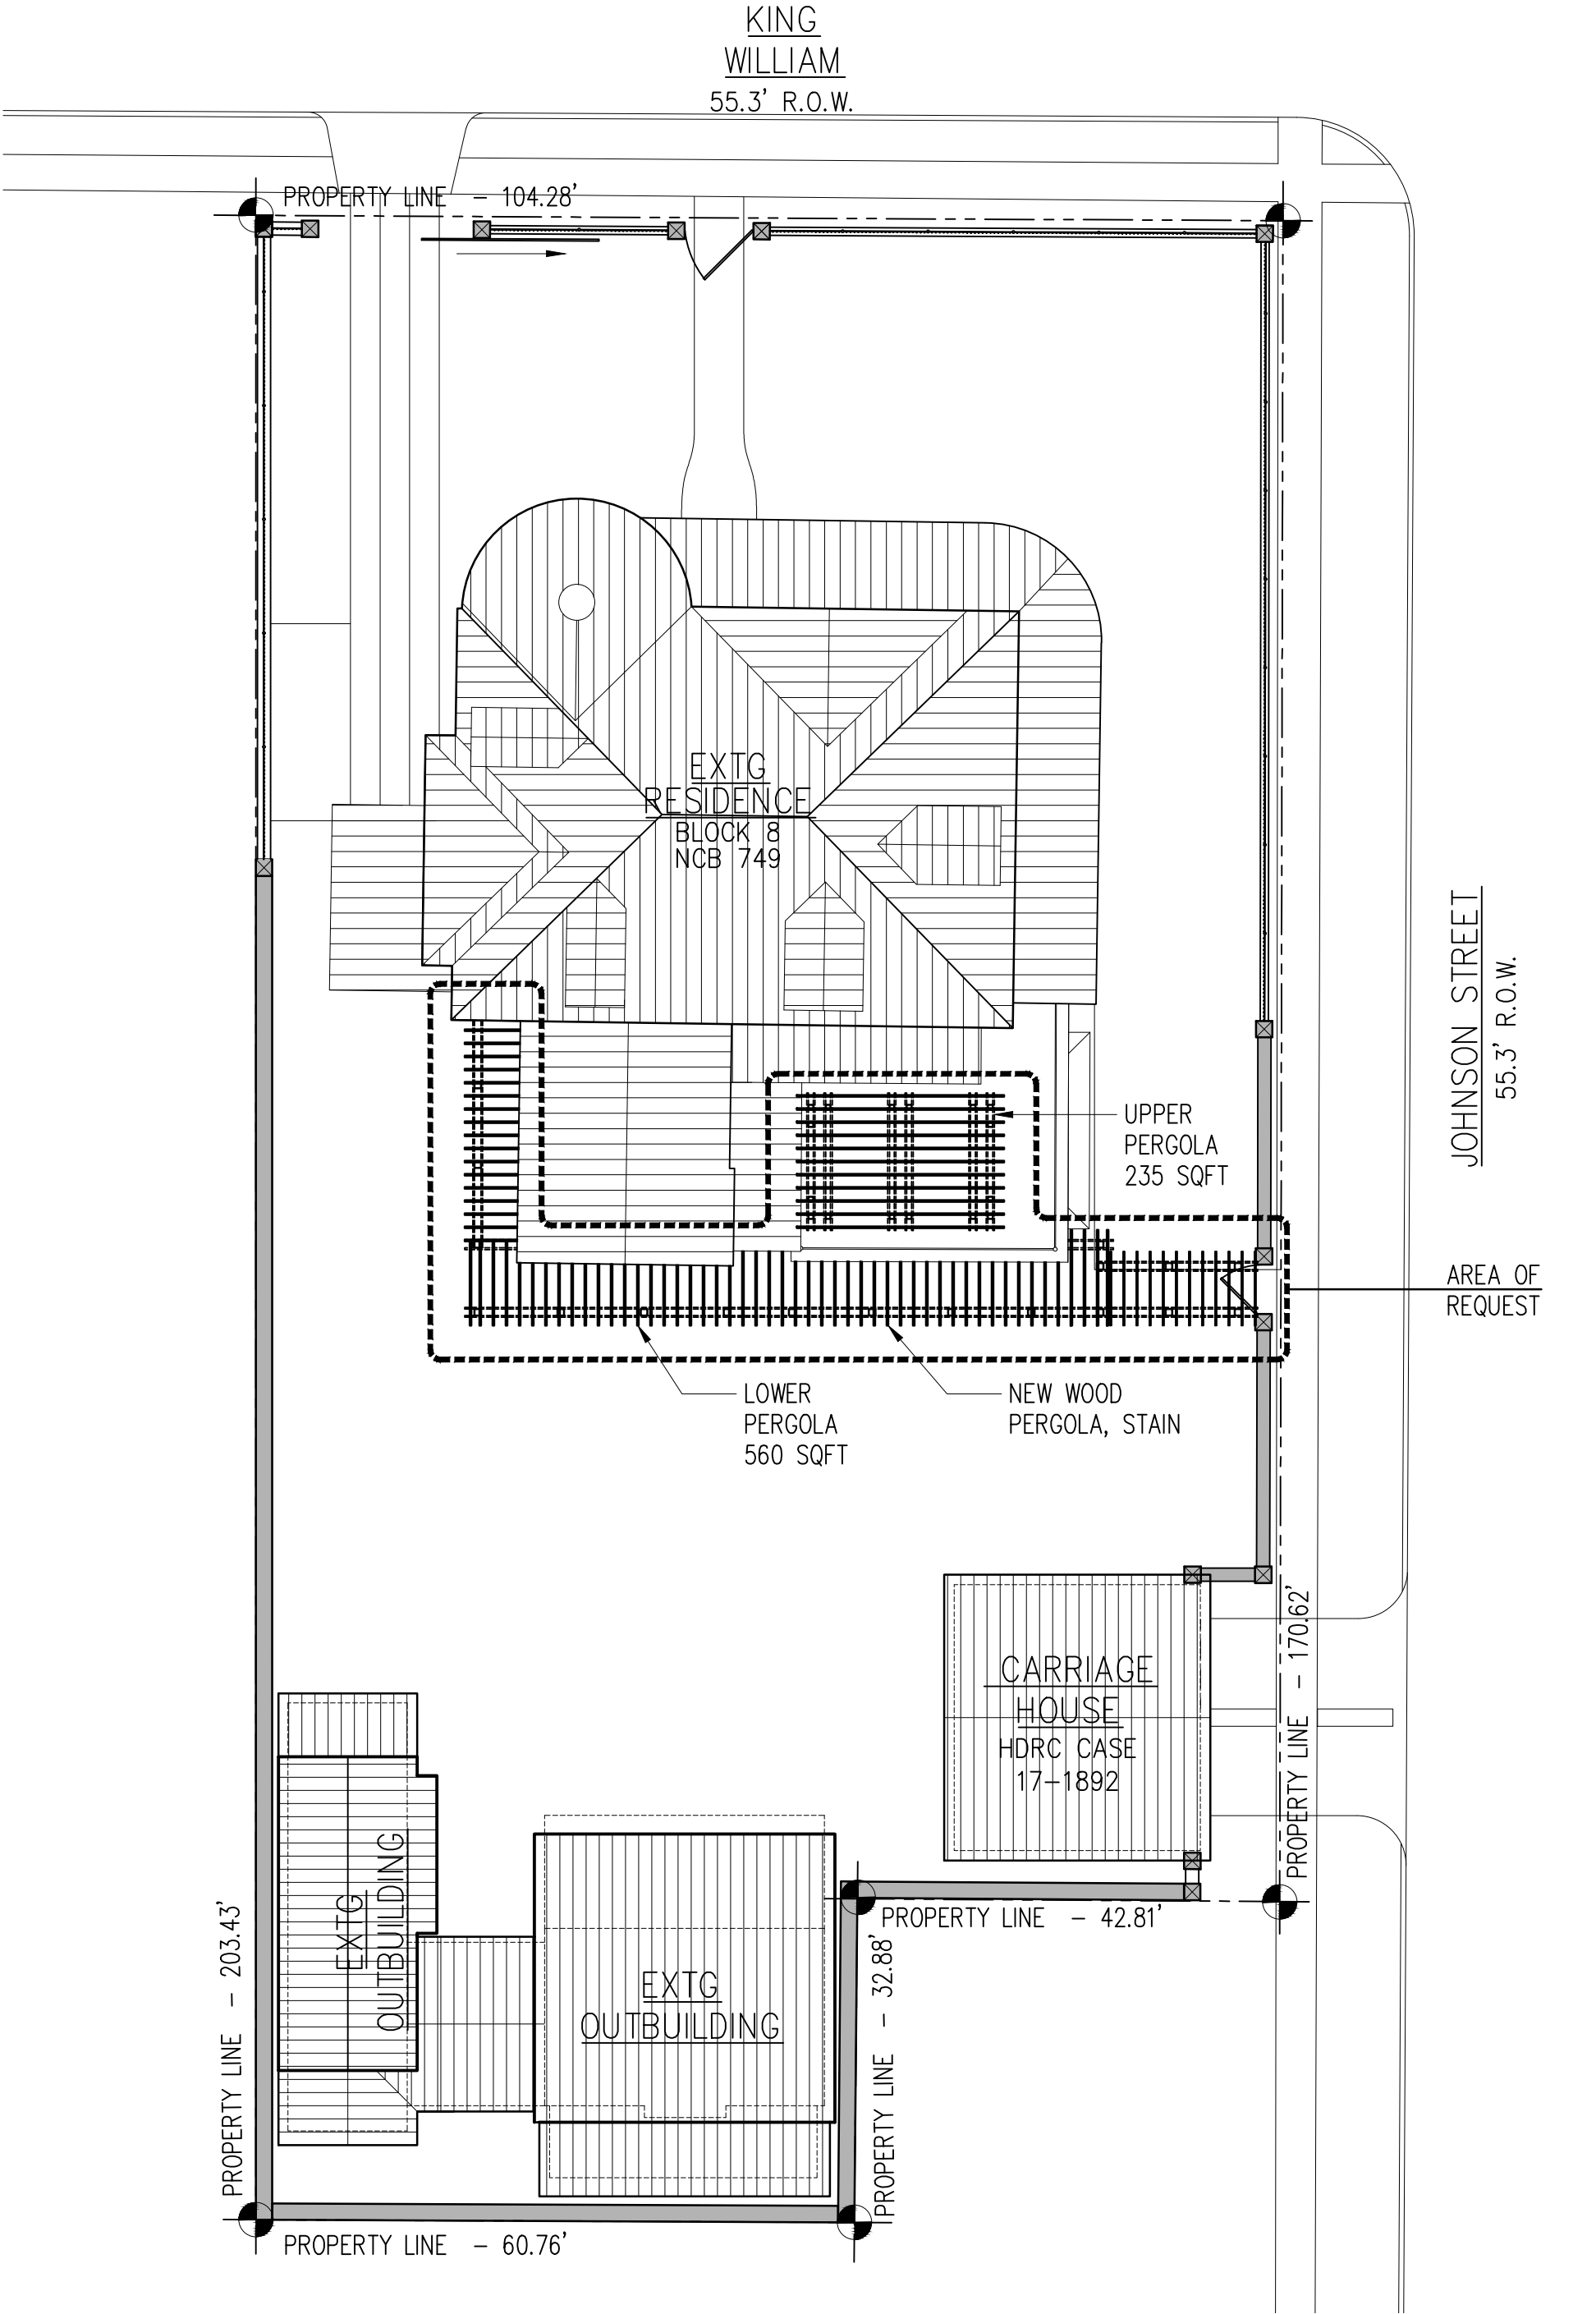 KING
WILLIAM
55.3' R.O.W.
PROPERTY LINE - 104.28'
EXTG
RESIDENCE
BLOCK 8
NCB 749
JOHNSON STREET
55.3' R.O.W.
UPPER
PERGOLA
235 SQFT
AREA OF
REQUEST
LOWER
PERGOLA
560 SQFT
NEW WOOD
PERGOLA, STAIN
CARRIAGE
HOUSE
HDRC CASE
17-1892
PROPERTY LINE - 170.62'
EXTG
OUTBUILDING
PROPERTY LINE - 203.43'
EXTG
OUTBUILDING
PROPERTY LINE - 42.81'
PROPERTY LINE - 32.88'
PROPERTY LINE - 60.76'